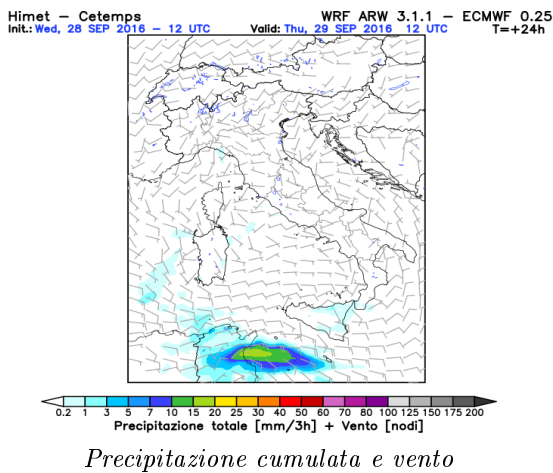 Himet – Cetemps WRF ARW 3.1.1 – ECMWF 0.25
Init.: Wed, 28 SEP 2016 – 12 UTC Valid: Thu, 29 SEP 2016 12 UTC T=+24h
0.2 1 3 5 7 10 15 20 25 30 40 50 60 70 80 100 125 150 175 200
Precipitazione totale [mm/3h] + Vento [nodi]
Precipitazione cumulata e vento